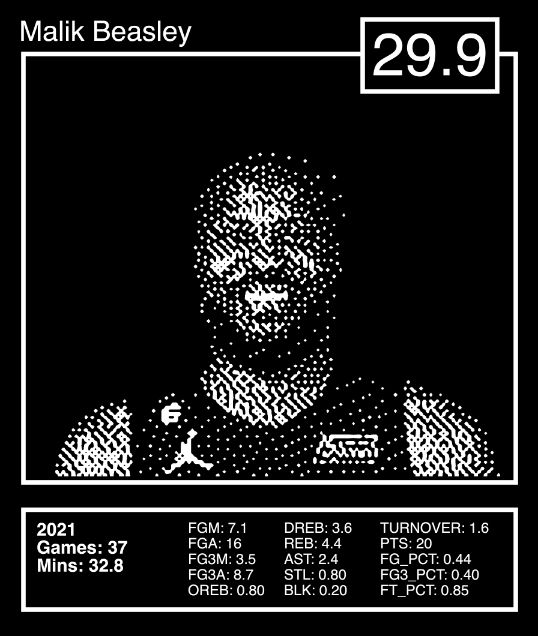 Malik Beasley
29.9
6
2021
Games: 37
Mins: 32.8
FGM: 7.1
FGA: 16
FG3M: 3.5
FG3A: 8.7
OREB: 0.80
DREB: 3.6
REB: 4.4
AST: 2.4
STL: 0.80
BLK: 0.20
TURNOVER: 1.6
PTS: 20
FG_PCT: 0.44
FG3_PCT: 0.40
FT_PCT: 0.85